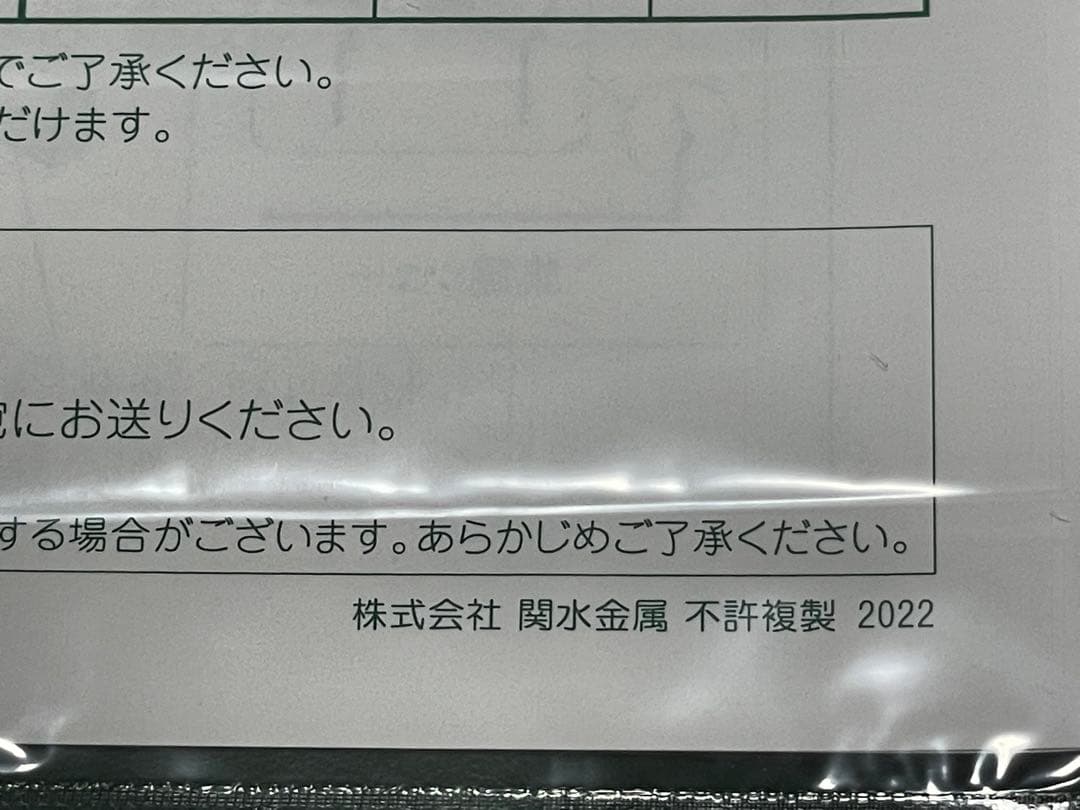 でご了承ください。
だけます。
にお送りください。
する場合がございます。あらかじめご了承ください。
株式会社 関水金属 不許複製 2022